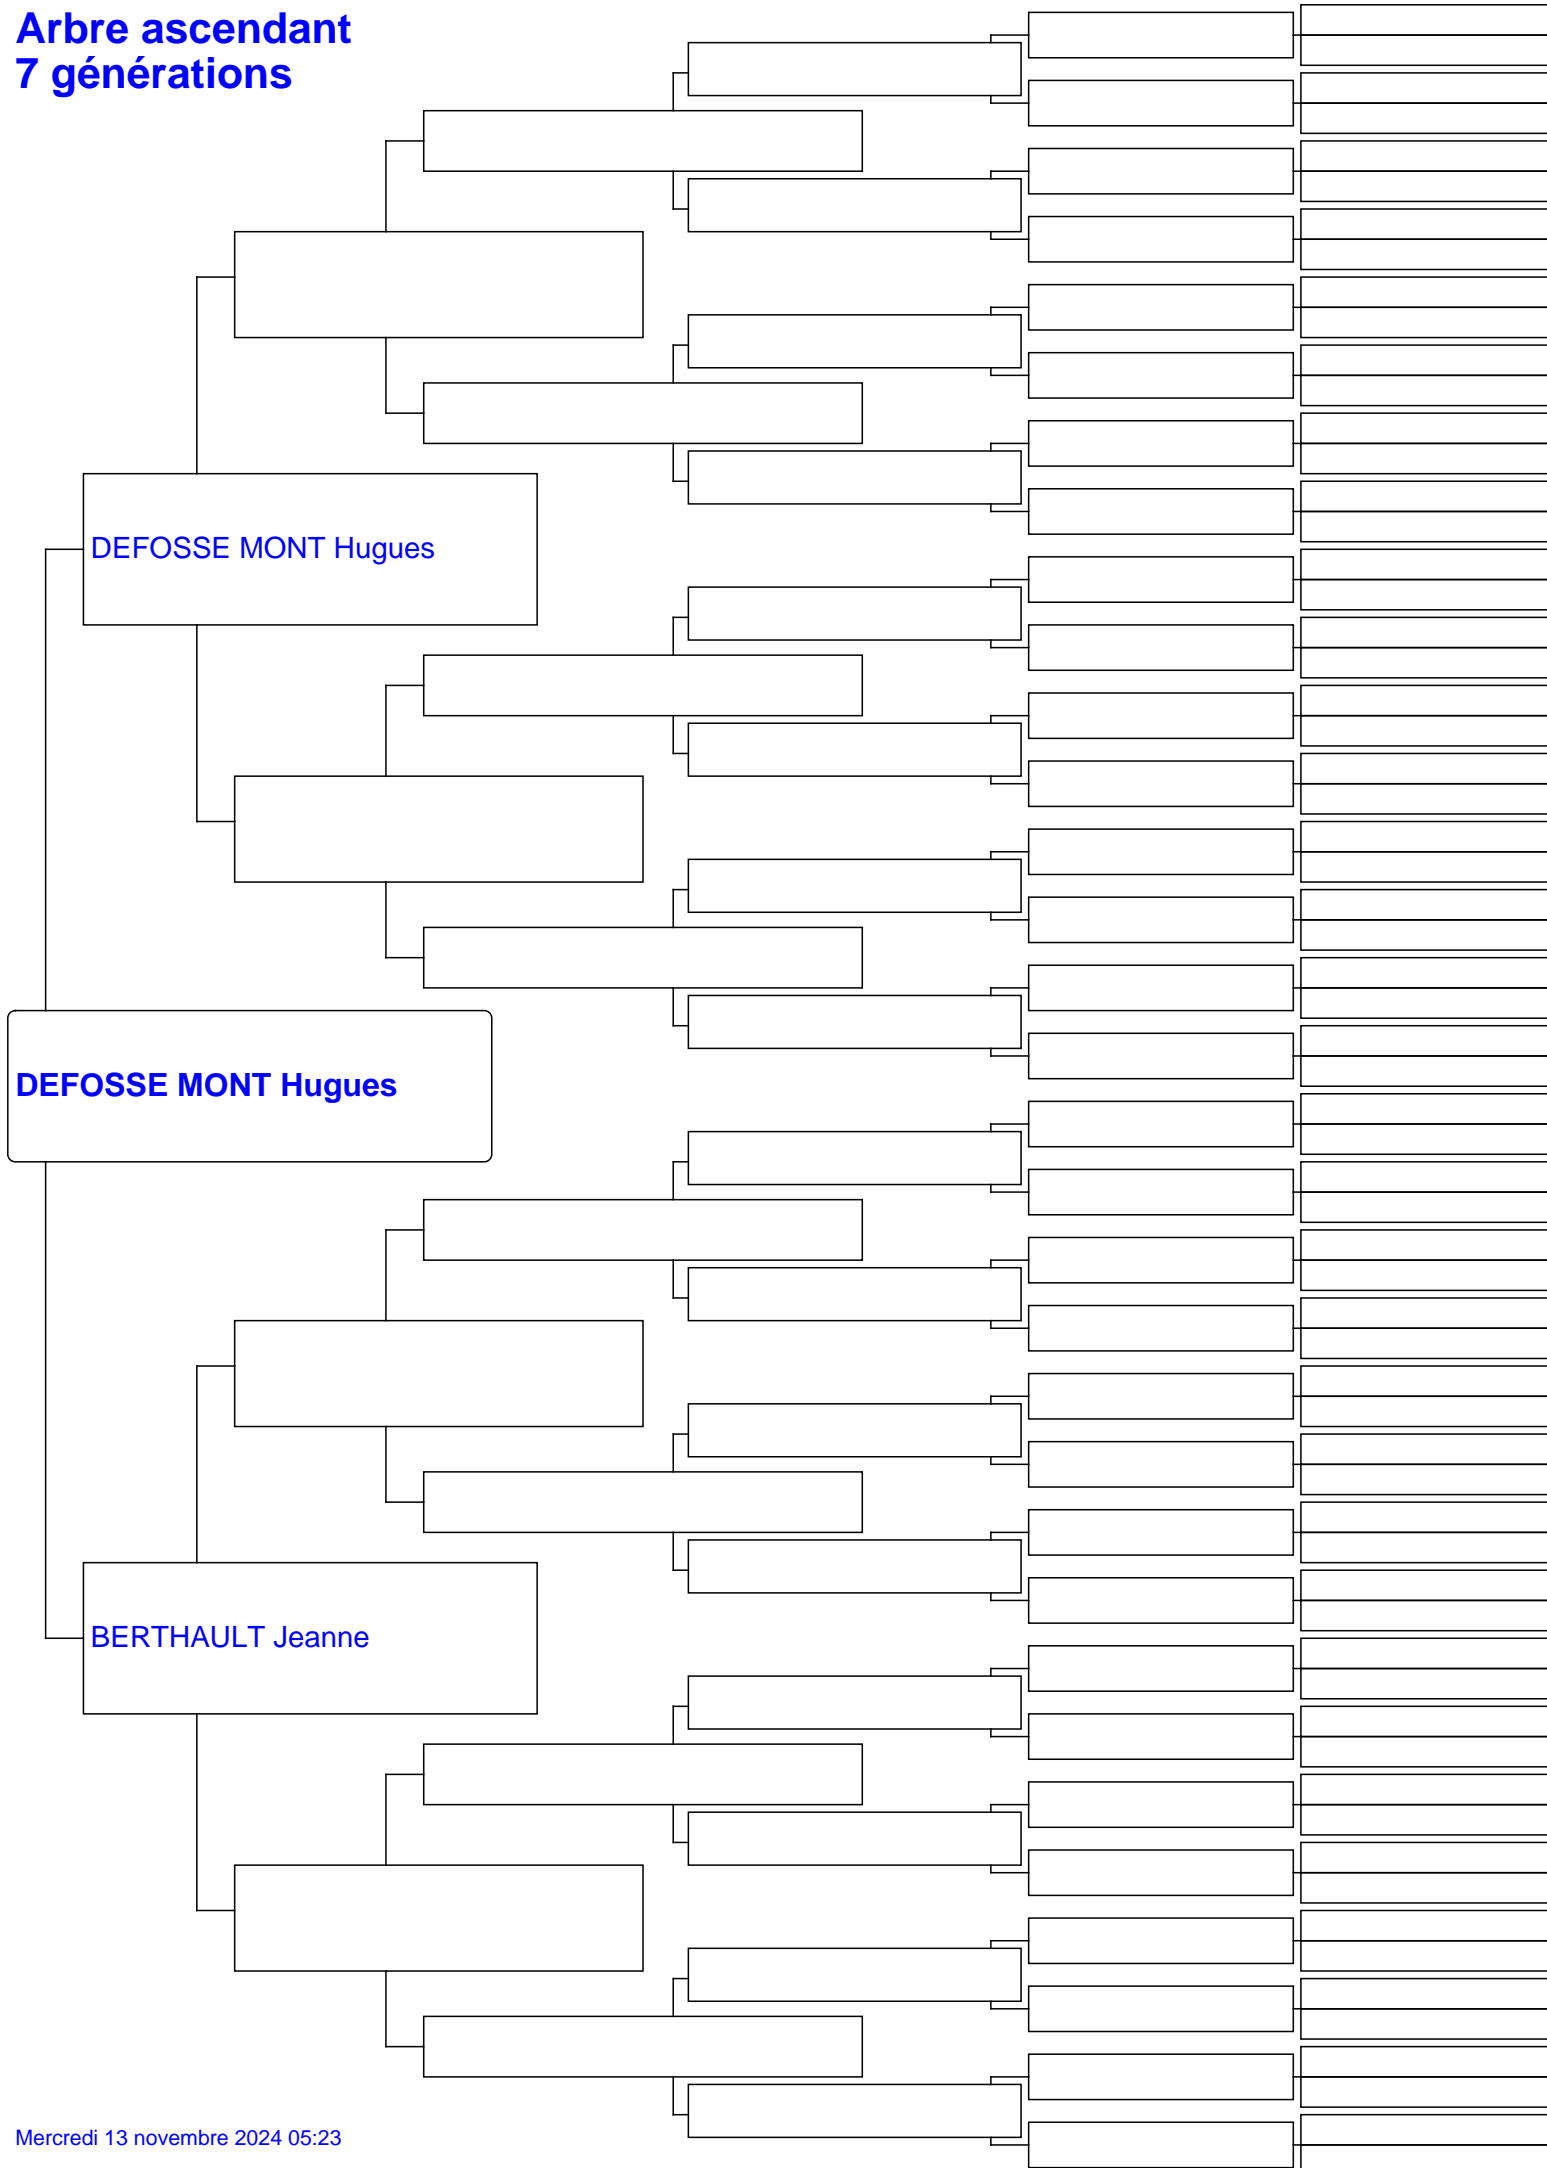 Arbre ascendant
7 générations
DEFOSSE MONT Hugues
DEFOSSE MONT Hugues
BERTHAULT Jeanne
Mercredi 13 novembre 2024 05:23